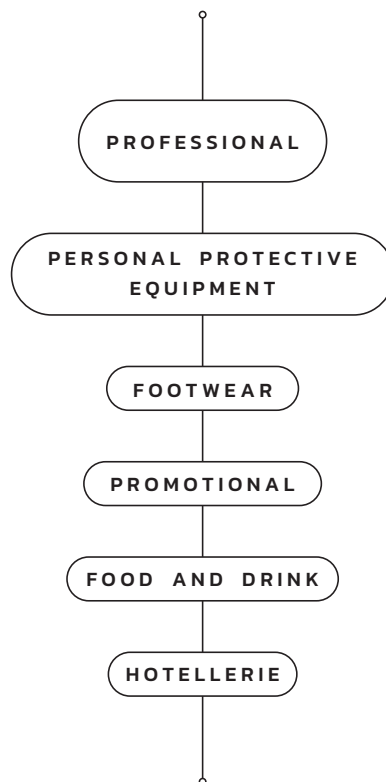 PROFESSIONAL
PERSONAL PROTECTIVE
EQUIPMENT
FOOTWEAR
PROMOTIONAL
FOOD AND DRINK
HOTELLERIE